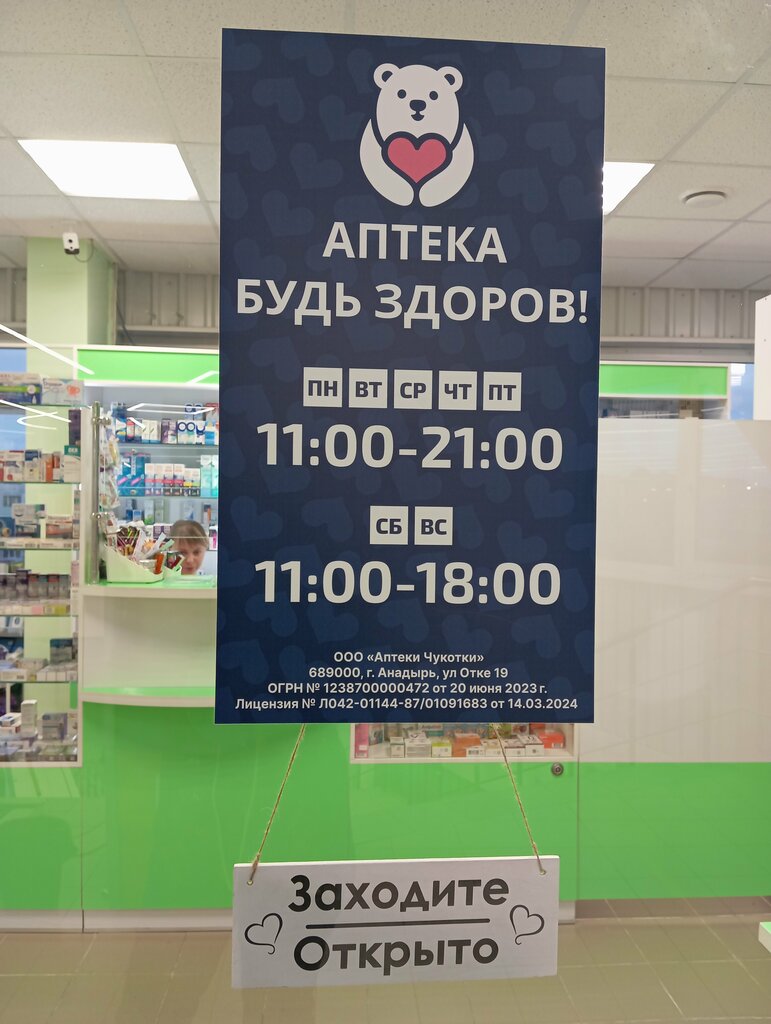 АПТЕКА
БУДЬ ЗДОРОВ!
ПН ВТ СР ЧТ ПТ
11:00-21:00
СБ ВС
11:00-18:00
ООО «Аптеки Чукотки»
689000, г. Анадырь, ул Отке 19
ОГРН № 1238700000472 от 20 июня 2023 г.
Лицензия № Л042-01144-87/01091683 от 14.03.2024
Заходите
Открыто